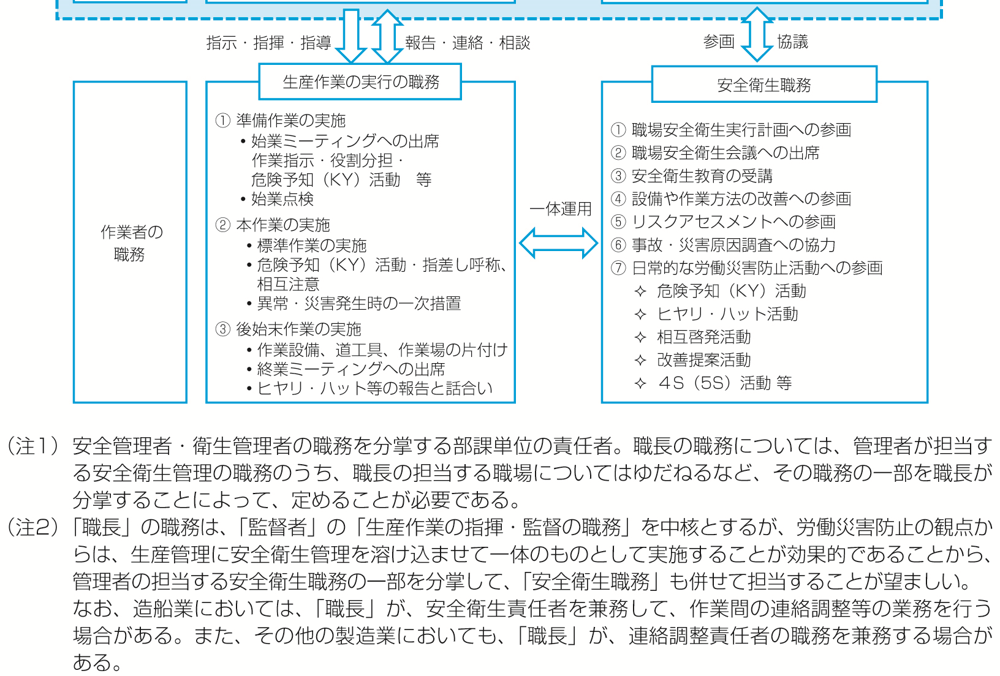 指示・指揮・指導
報告・連絡・相談
参画
協議
作業者の
職務
生産作業の実行の職務
① 準備作業の実施
・始業ミーティングへの出席
作業指示・役割分担・
危険予知（KY）活動　等
・始業点検
② 本作業の実施
・標準作業の実施
・危険予知（KY）活動・指差し呼称、
相互注意
・異常・災害発生時の一次措置
③ 後始末作業の実施
・作業設備、道工具、作業場の片付け
・終業ミーティングへの出席
・ヒヤリ・ハット等の報告と話合い
一体運用
安全衛生職務
① 職場安全衛生実行計画への参画
② 職場安全衛生会議への出席
③ 安全衛生教育の受講
④ 設備や作業方法の改善への参画
⑤ リスクアセスメントへの参画
⑥ 事故・災害原因調査への協力
⑦ 日常的な労働災害防止活動への参画
✧ 危険予知（KY）活動
✧ ヒヤリ・ハット活動
✧ 相互啓発活動
✧ 改善提案活動
✧ ４S（5S）活動 等
（注1）安全管理者・衛生管理者の職務を分掌する部課単位の責任者。職長の職務については、管理者が担当す
る安全衛生管理の職務のうち、職長の担当する職場についてはゆだねるなど、その職務の一部を職長が
分掌することによって、定めることが必要である。
（注2）「職長」の職務は、「監督者」の「生産作業の指揮・監督の職務」を中核とするが、労働災害防止の観点か
らは、生産管理に安全衛生管理を溶け込ませて一体のものとして実施することが効果的であることから、
管理者の担当する安全衛生職務の一部を分掌して、「安全衛生職務」も併せて担当することが望ましい。
なお、造船業においては、「職長」が、安全衛生責任者を兼務して、作業間の連絡調整等の業務を行う
場合がある。また、その他の製造業においても、「職長」が、連絡調整責任者の職務を兼務する場合が
ある。